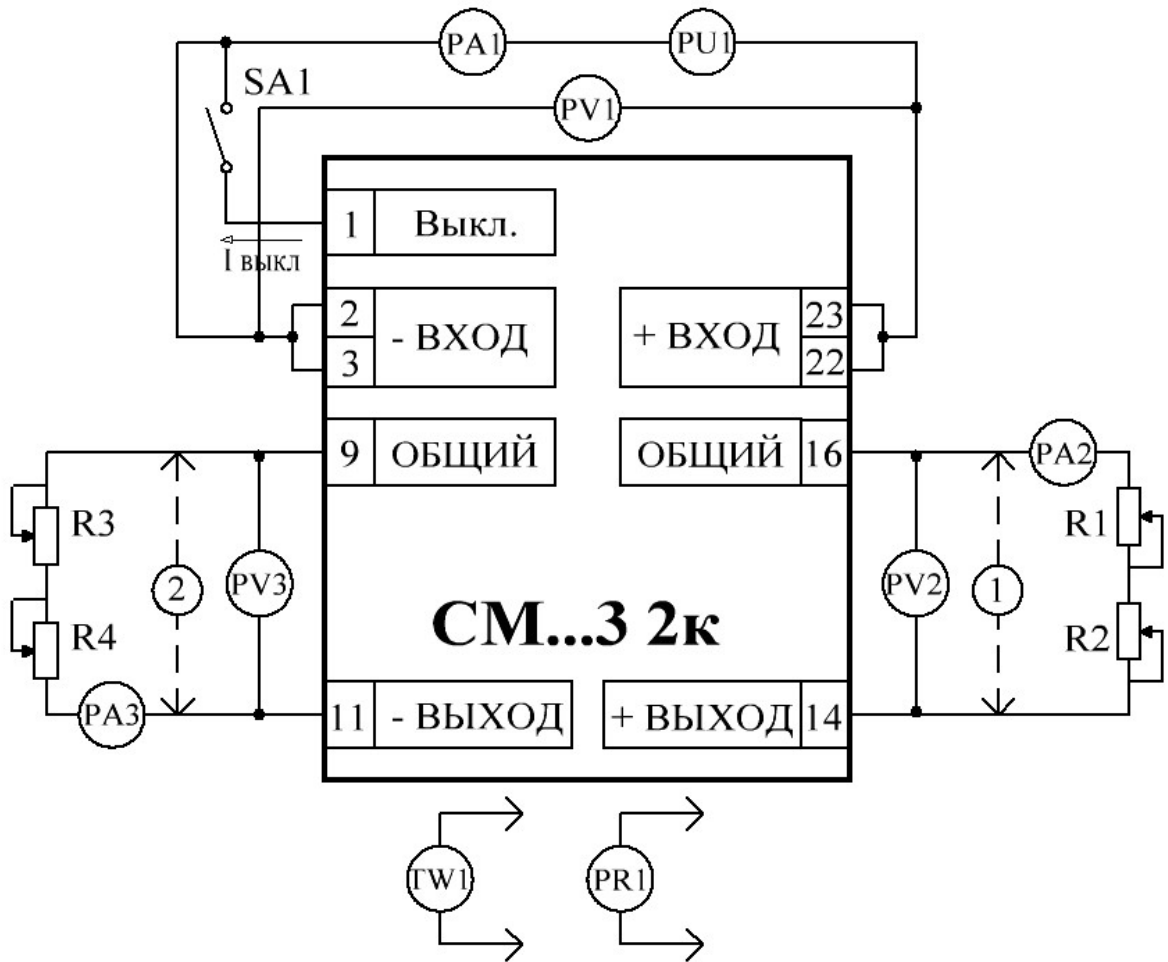 PA1 PU1
SA1
PV1
1 Выкл.
I выкл
2 - ВХОД + ВХОД 23
3 22
9 ОБЩИЙ ОБЩИЙ 16
PA2
R3 R1
2 PV3 PV2 1
R4 СМ...3 2к R2
PA3
11 - ВЫХОД + ВЫХОД 14
TW1 PR1